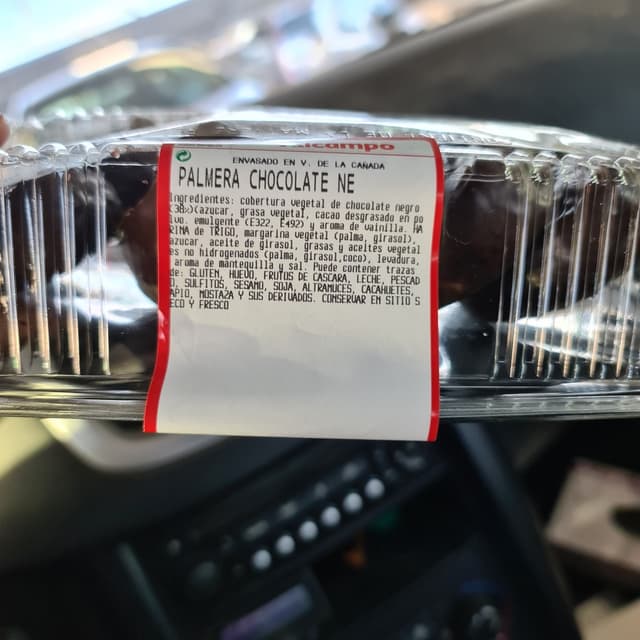 alcampo
ENVASADO EN V. DE LA CAÑADA
PALMERA CHOCOLATE NE
Ingredientes: cobertura vegetal de chocolate negro
(38%)(azucar, grasa vegetal, cacao desgrasado en po
lvo, emulgente (E322, E492) y aroma de vainilla. HA
RINA de TRIGO, margarina vegetal (palma, girasol),
azucar, aceite de girasol, grasas y aceites vegetal
es no hidrogenados (palma, girasol,coco), levadura,
aroma de mantequilla y sal. Puede contener trazas
de: GLUTEN, HUEVO, FRUTOS DE CASCARA, LECHE, PESCAD
O, SULFITOS, SESAMO, SOJA, ALTRAMUCES, CACAHUETES,
APIO, MOSTAZA Y SUS DERIVADOS. CONSERVAR EN SITIO S
ECO Y FRESCO